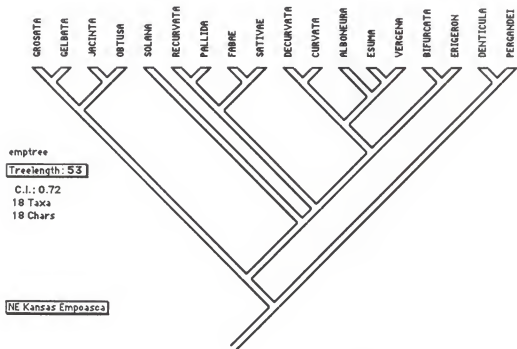 GROSATA
GELBATA
JACINTA
OBTUSA
SOLANA
RECURVATA
PALLIDA
FABAE
SATIVAE
DECURVATA
CURVATA
ALBONEURA
ESUMA
VERGENA
BIFURCATA
ERIGERON
DENTICULA
PERGANDEI
emptree
Treelength: 53
C.I.: 0.72
18 Taxa
18 Chars
NE Kansas Empoasca